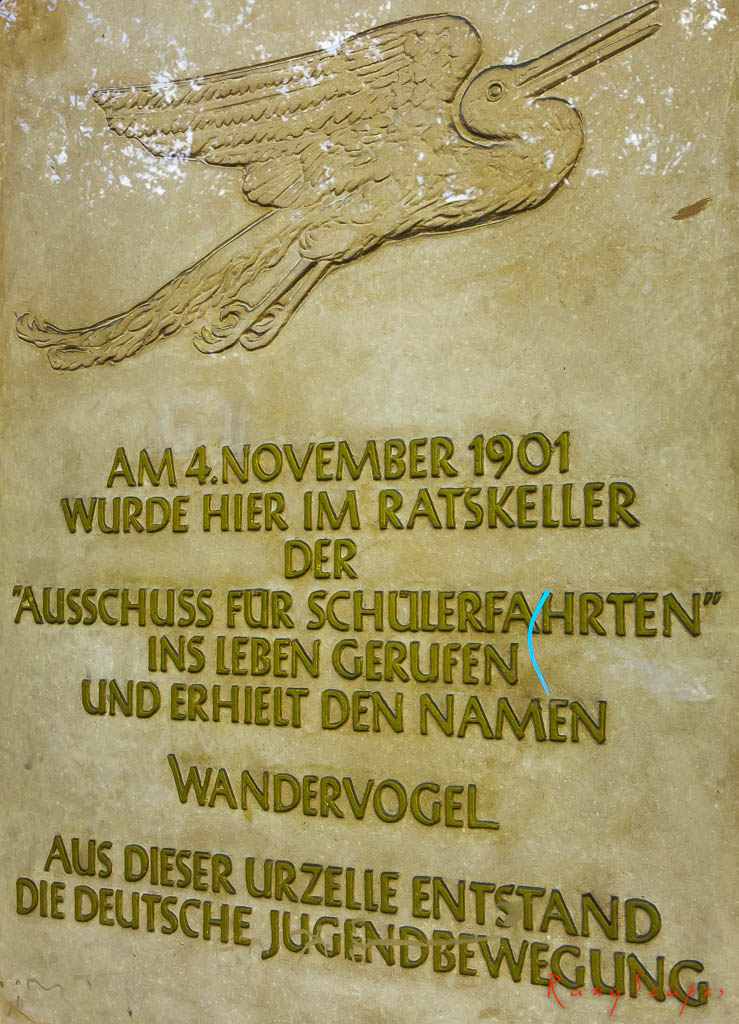 AM 4. NOVEMBER 1901
WURDE HIER IM RATSKELLER
DER
"AUSSCHUSS FÜR SCHÜLERFAHRTEN"
INS LEBEN GERUFEN
UND ERHIELT DEN NAMEN
WANDERVOGEL
AUS DIESER URZELLE ENTSTAND
DIE DEUTSCHE JUGENDBEWEGUNG